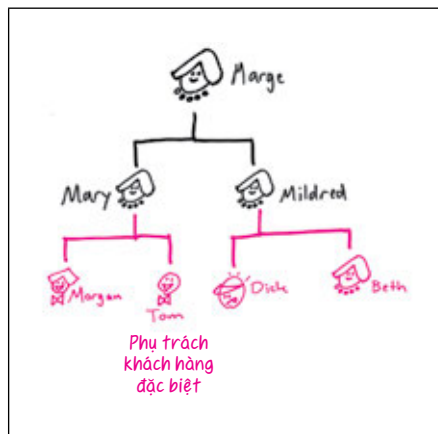 Marge
Mary
Mildred
Morgan
Tom
Dick
Beth
Phụ trách
khách hàng
đặc biệt